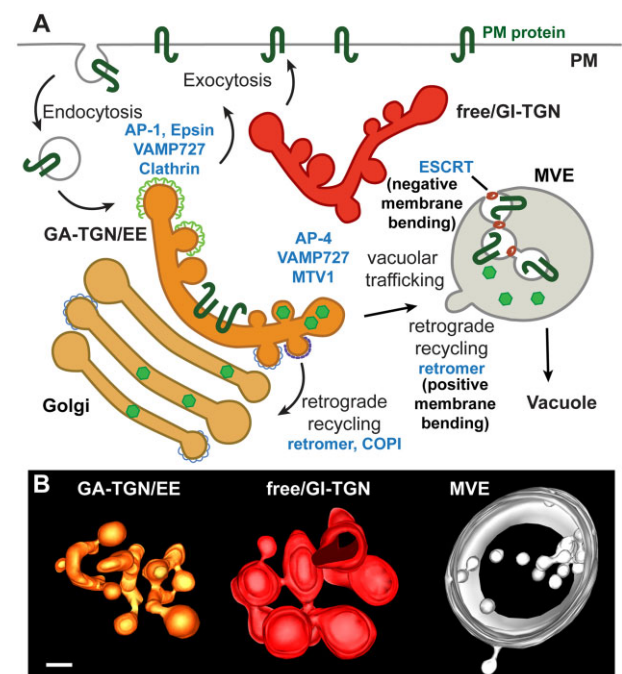 A
PM protein
PM
Exocytosis
Endocytosis
free/GI-TGN
AP-1, Epsin
VAMP727
Clathrin
ESCRT
(negative
membrane
bending)
MVE
GA-TGN/EE
AP-4
VAMP727
MTV1
vacuolar
trafficking
retrograde
recycling
retromer
(positive
membrane
bending)
Golgi
Vacuole
retrograde
recycling
retromer, COPI
B
GA-TGN/EE
free/GI-TGN
MVE